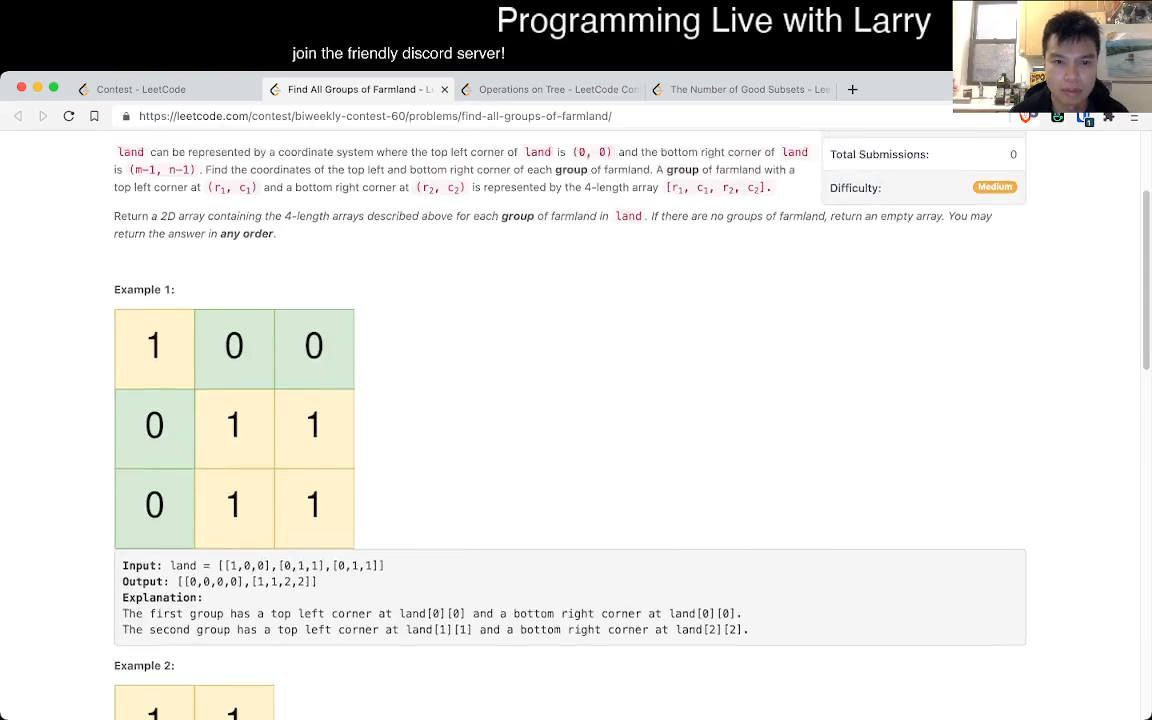 Programming Live with Larry
join the friendly discord server!
Contest - LeetCode
Find All Groups of Farmland - L
Operations on Tree - LeetCode Con
The Number of Good Subsets - Lee
https://leetcode.com/contest/biweekly-contest-60/problems/find-all-groups-of-farmland/
land can be represented by a coordinate system where the top left corner of land is (0, 0) and the bottom right corner of land
is (m-1, n-1). Find the coordinates of the top left and bottom right corner of each group of farmland. A group of farmland with a
top left corner at (r1, c1) and a bottom right corner at (r2, c2) is represented by the 4-length array [r1, c1, r2, c2].
Total Submissions: 0
Difficulty: Medium
Return a 2D array containing the 4-length arrays described above for each group of farmland in land. If there are no groups of farmland, return an empty array. You may
return the answer in any order.
Example 1:
1 0 0
0 1 1
0 1 1
Input: land = [[1,0,0],[0,1,1],[0,1,1]]
Output: [[0,0,0,0],[1,1,2,2]]
Explanation:
The first group has a top left corner at land[0][0] and a bottom right corner at land[0][0].
The second group has a top left corner at land[1][1] and a bottom right corner at land[2][2].
Example 2:
1 1